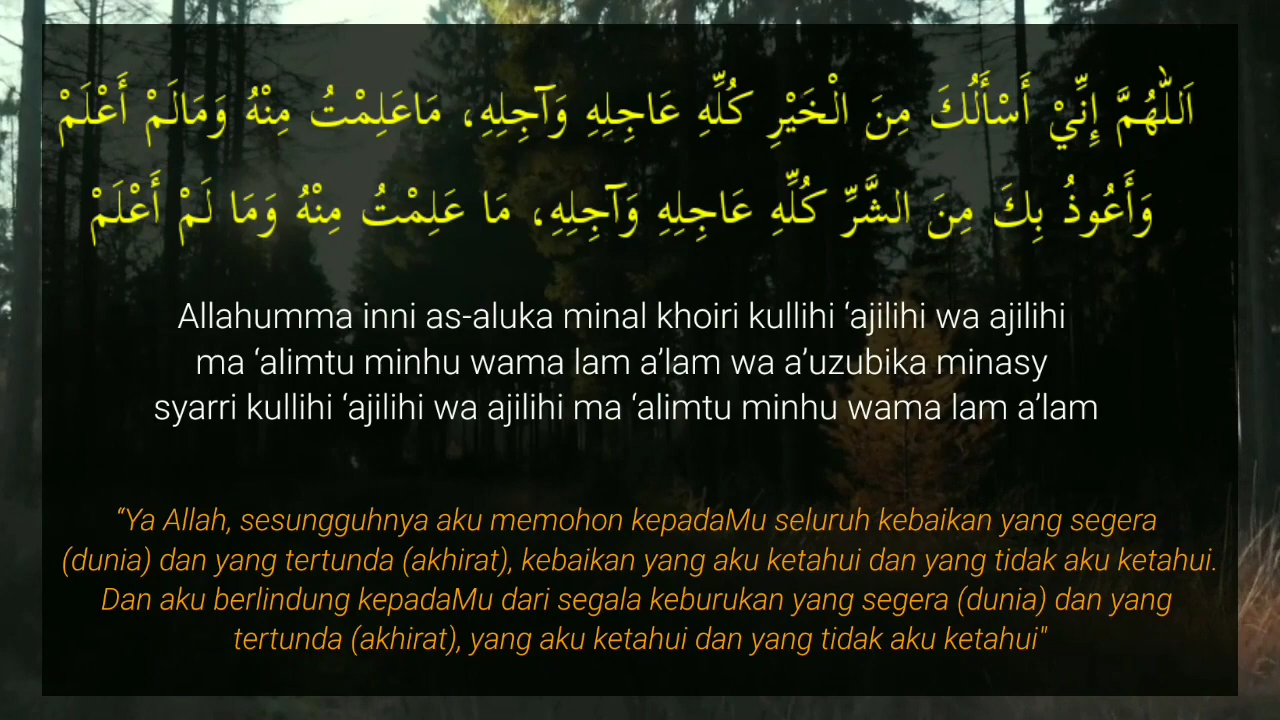 اَللّٰهُمَّ إِنِّيْ أَسْأَلُكَ مِنَ الْخَيْرِ كُلِّهِ عَاجِلِهِ وَآجِلِهِ، مَاعَلِمْتُ مِنْهُ وَمَالَمْ أَعْلَمْ
وَأَعُوذُ بِكَ مِنَ الشَّرِّ كُلِّهِ عَاجِلِهِ وَآجِلِهِ، مَا عَلِمْتُ مِنْهُ وَمَا لَمْ أَعْلَمْ
Allahumma inni as-aluka minal khoiri kullihi ‘ajilihi wa ajilihi
ma ‘alimtu minhu wama lam a’lam wa a’uzubika minasy
syarri kullihi ‘ajilihi wa ajilihi ma ‘alimtu minhu wama lam a’lam
“Ya Allah, sesungguhnya aku memohon kepadaMu seluruh kebaikan yang segera
(dunia) dan yang tertunda (akhirat), kebaikan yang aku ketahui dan yang tidak aku ketahui.
Dan aku berlindung kepadaMu dari segala keburukan yang segera (dunia) dan yang
tertunda (akhirat), yang aku ketahui dan yang tidak aku ketahui"